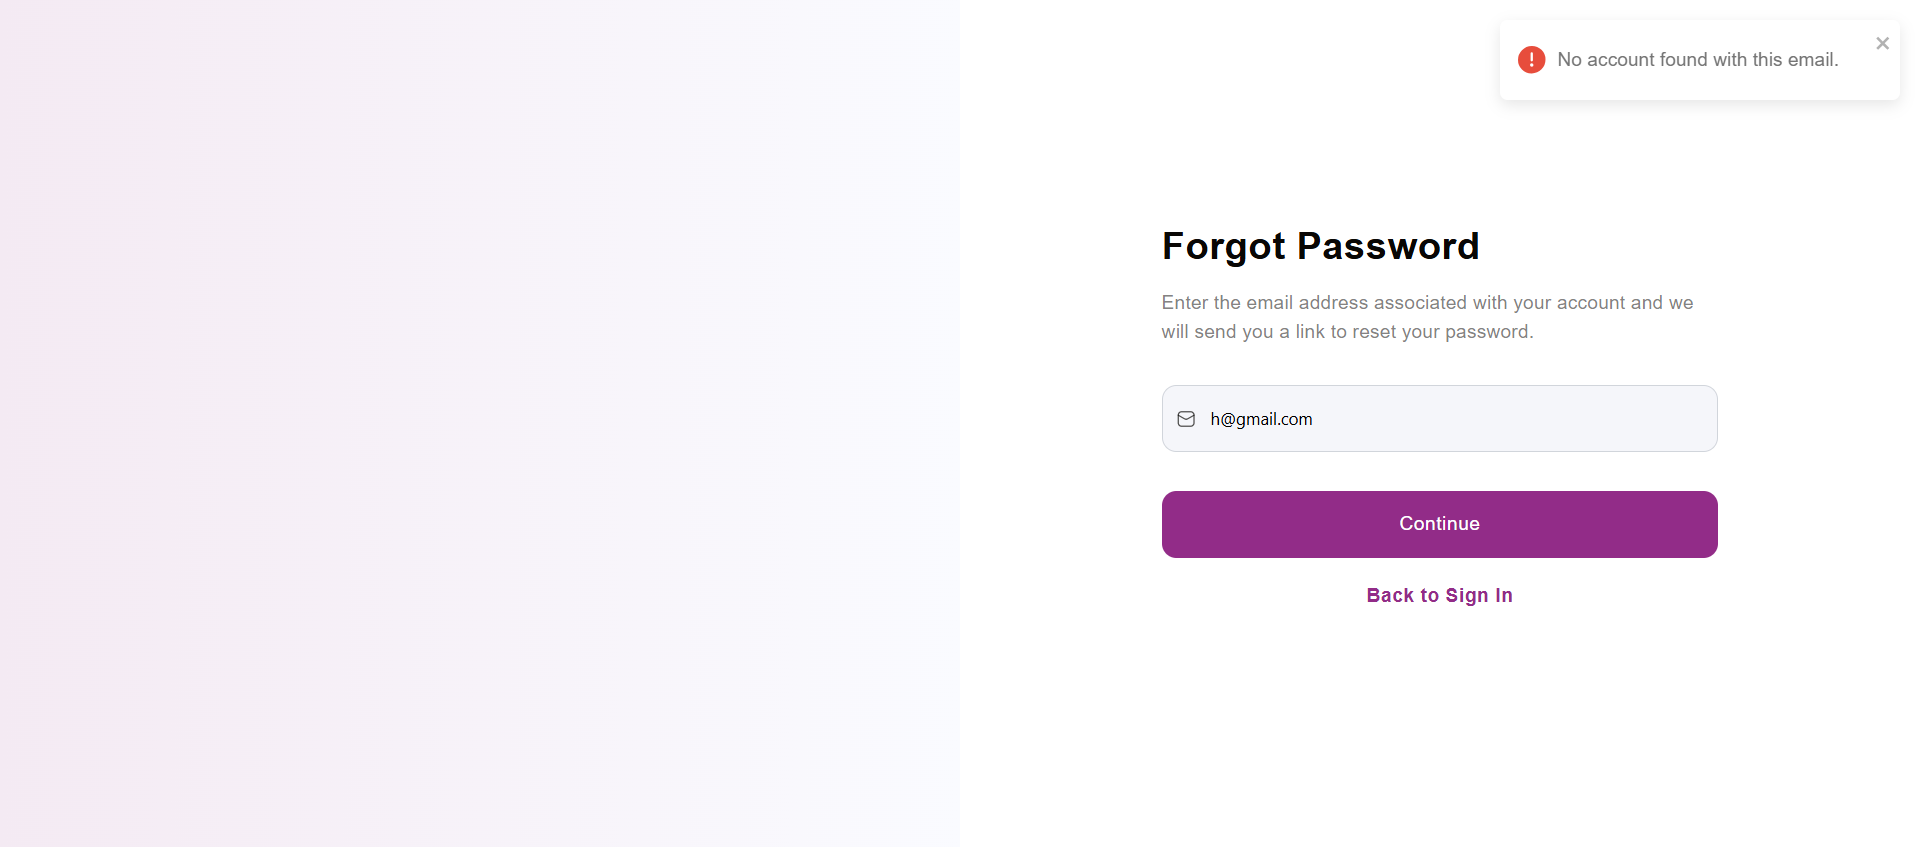 No account found with this email.
Forgot Password
Enter the email address associated with your account and we
will send you a link to reset your password.
h@gmail.com
Continue
Back to Sign In